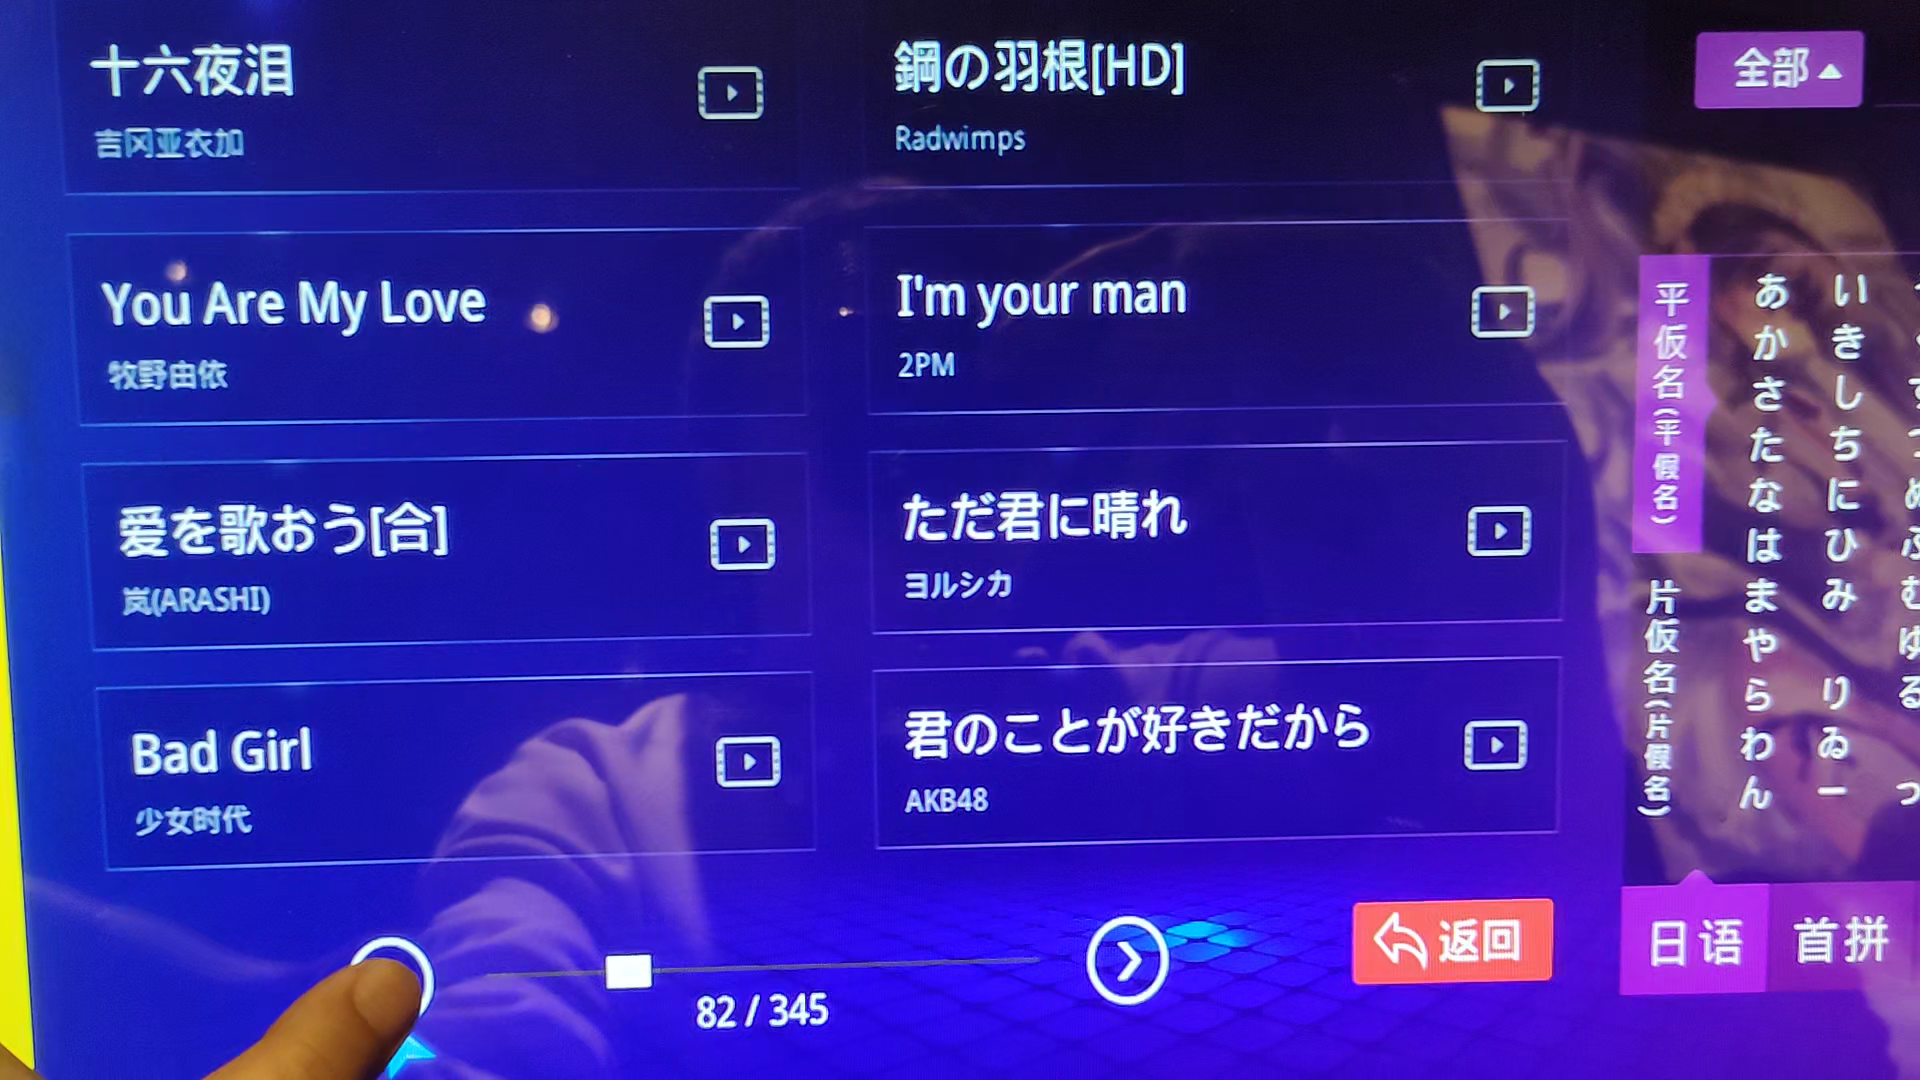 十六夜泪
吉冈亚衣加
鋼の羽根[HD]
Radwimps
You Are My Love
牧野由依
I'm your man
2PM
爱を歌おう[合]
岚(ARASHI)
ただ君に晴れ
ヨルシカ
Bad Girl
少女时代
君のことが好きだから
AKB48
82 / 345
返回
全部
平仮名(平假名)
片仮名(片假名)
あかさたなはまやらわん
いきしちにひみ りゐー
日语
首拼